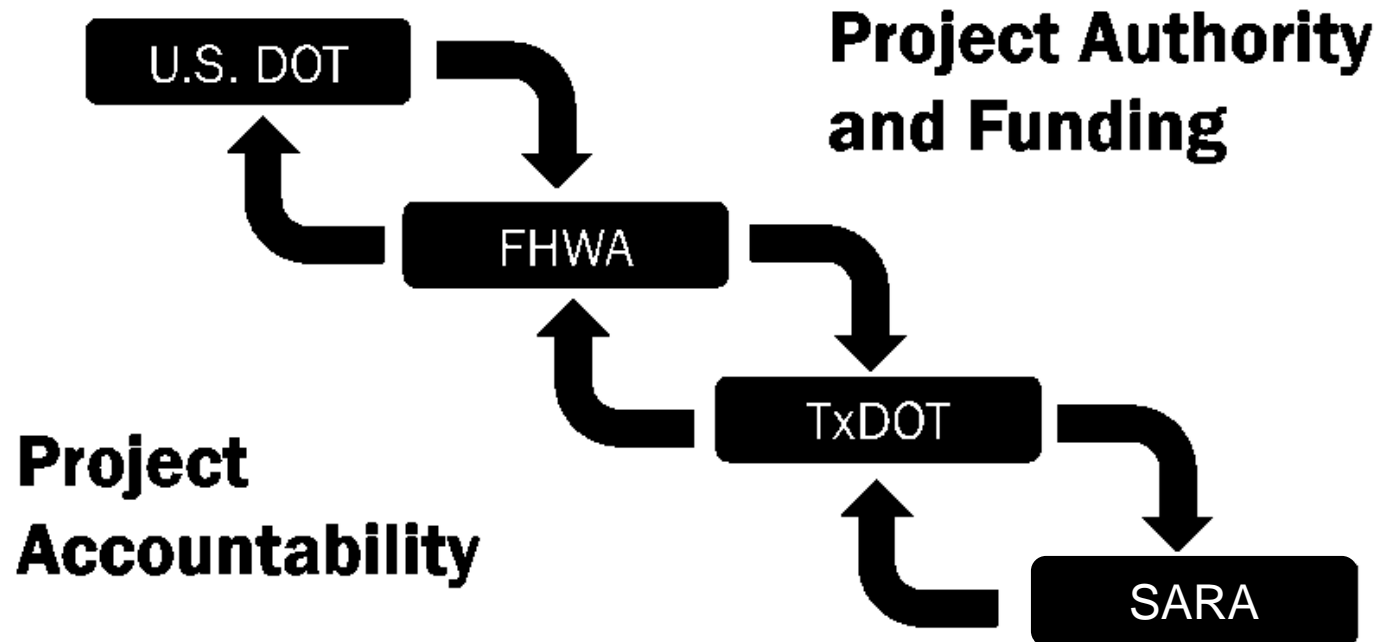 U.S. DOT
Project Authority
and Funding
FHWA
TxDOT
Project
Accountability
SARA